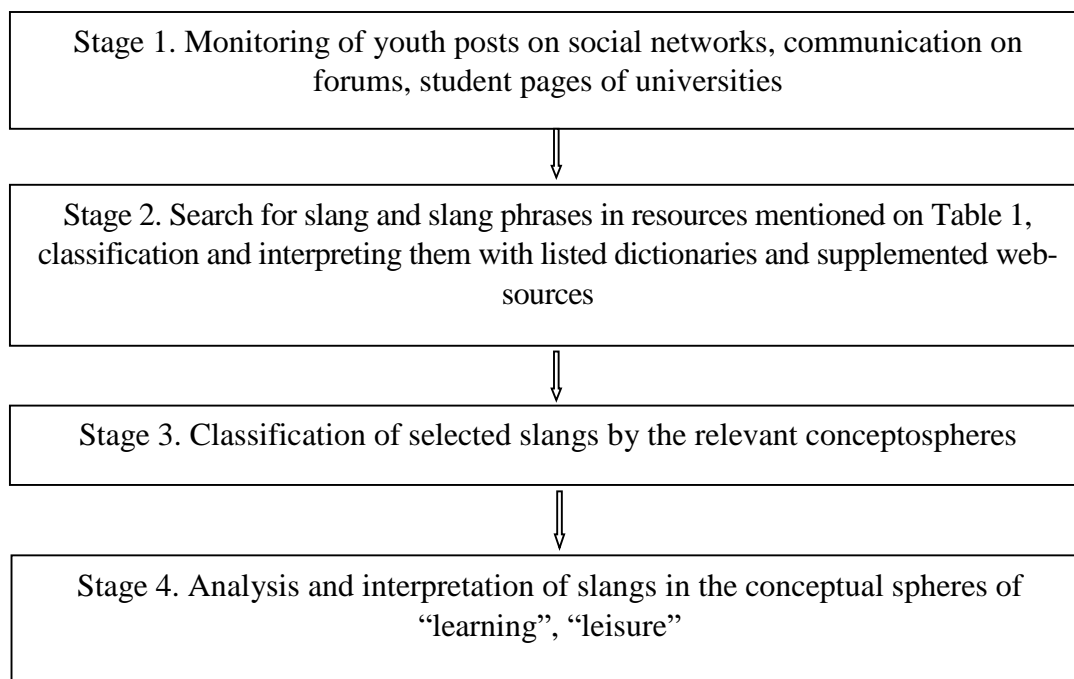 Stage 1. Monitoring of youth posts on social networks, communication on
forums, student pages of universities
Stage 2. Search for slang and slang phrases in resources mentioned on Table 1,
classification and interpreting them with listed dictionaries and supplemented web-
sources
Stage 3. Classification of selected slangs by the relevant conceptospheres
Stage 4. Analysis and interpretation of slangs in the conceptual spheres of
“learning”, “leisure”